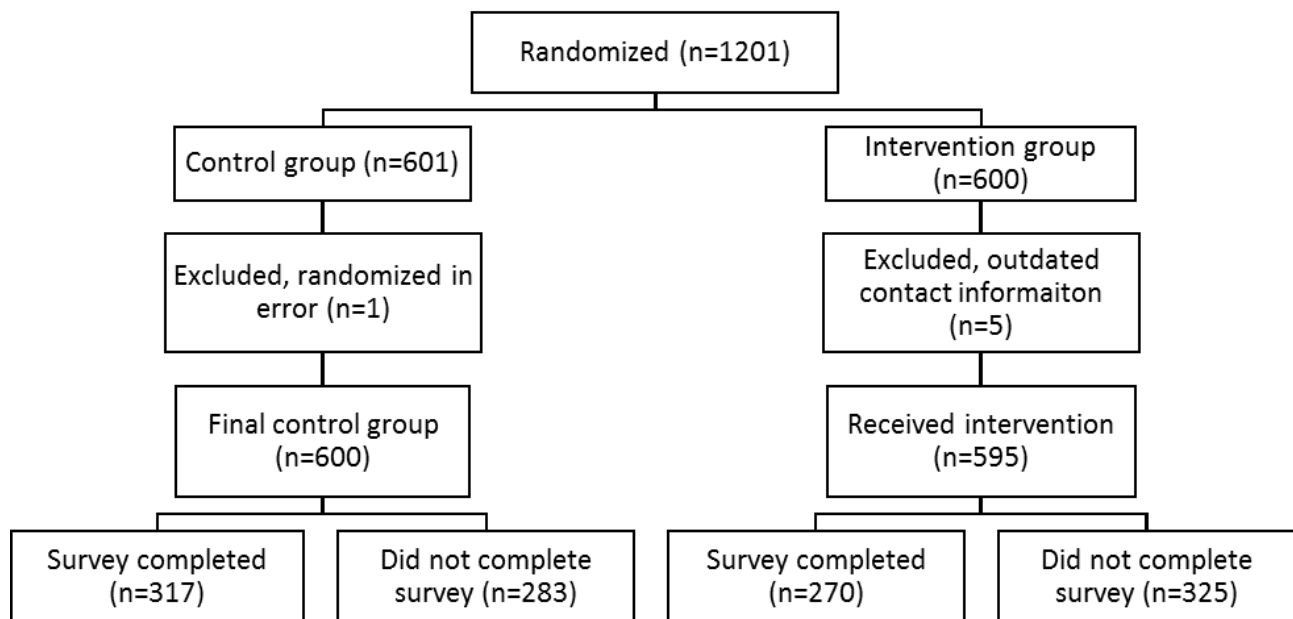 Randomized (n=1201)
Control group (n=601)
Intervention group
(n=600)
Excluded, randomized in
error (n=1)
Excluded, outdated
contact informaiton
(n=5)
Final control group
(n=600)
Received intervention
(n=595)
Survey completed
(n=317)
Did not complete
survey (n=283)
Survey completed
(n=270)
Did not complete
survey (n=325)